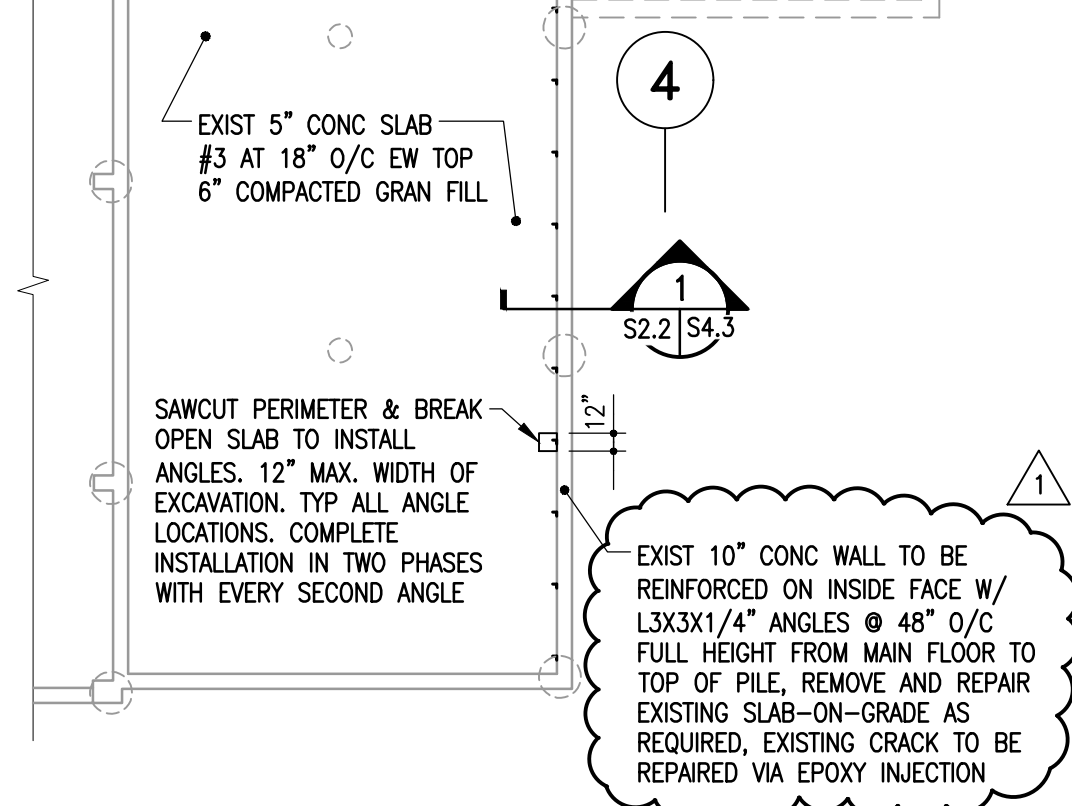 4
EXIST 5” CONC SLAB
#3 AT 18” O/C EW TOP
6” COMPACTED GRAN FILL
1
S2.2 S4.3
SAWCUT PERIMETER & BREAK
OPEN SLAB TO INSTALL
ANGLES. 12” MAX. WIDTH OF
EXCAVATION. TYP ALL ANGLE
LOCATIONS. COMPLETE
INSTALLATION IN TWO PHASES
WITH EVERY SECOND ANGLE
12”
1
EXIST 10” CONC WALL TO BE
REINFORCED ON INSIDE FACE W/
L3X3X1/4” ANGLES @ 48” O/C
FULL HEIGHT FROM MAIN FLOOR TO
TOP OF PILE, REMOVE AND REPAIR
EXISTING SLAB-ON-GRADE AS
REQUIRED, EXISTING CRACK TO BE
REPAIRED VIA EPOXY INJECTION